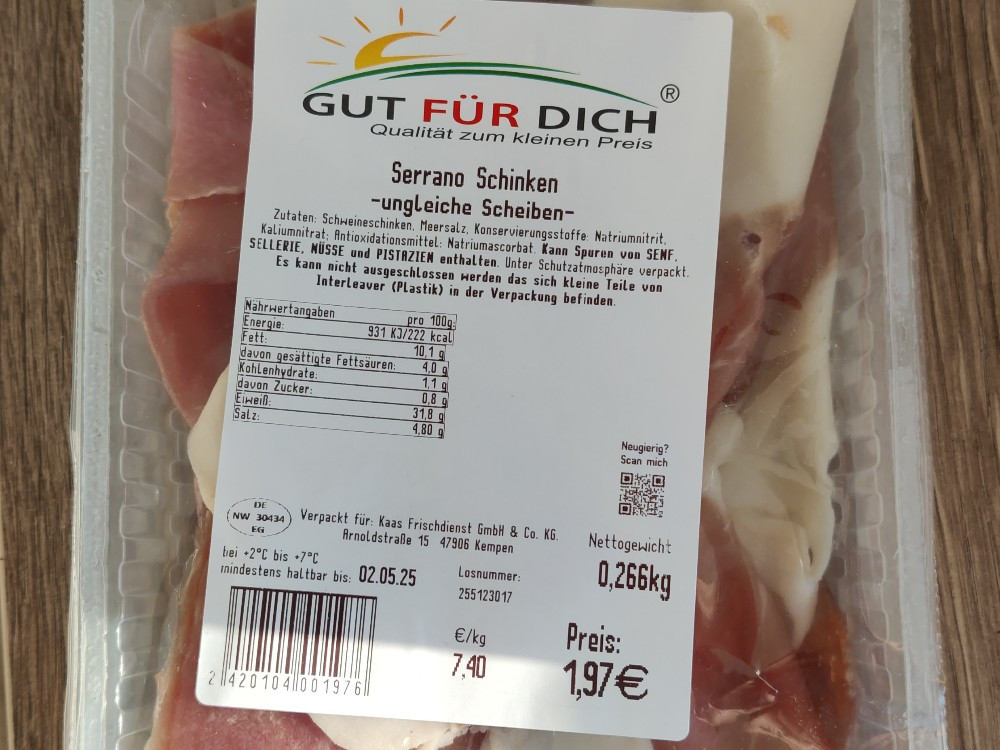 GUT FÜR DICH ®
Qualität zum kleinen Preis
Serrano Schinken
-ungleiche Scheiben-
Zutaten: Schweineschinken, Meersalz, Konservierungsstoffe: Natriumnitrit,
Kaliumnitrat; Antioxidationsmittel: Natriumascorbat. Kann Spuren von SENF,
SELLERIE, NÜSSE und PISTAZIEN enthalten. Unter Schutzatmosphäre verpackt.
Es kann nicht ausgeschlossen werden das sich kleine Teile von
Interleaver (Plastik) in der Verpackung befinden.
Nährwertangaben pro 100g:
Energie: 931 KJ/222 kcal
Fett: 10,1 g
davon gesättigte Fettsäuren: 4,0 g
Kohlenhydrate: 1,1 g
davon Zucker: 0,8 g
Eiweiß: 31,8 g
Salz: 4,80 g
Neugierig?
Scan mich
DE
NW 30434
EG
Verpackt für: Kaas Frischdienst GmbH & Co. KG.
Arnoldstraße 15 47906 Kempen
Nettogewicht
0,266kg
bei +2°C bis +7°C
mindestens haltbar bis: 02.05.25
Losnummer:
255123017
€/kg
7,40
Preis:
1,97€
2 420104 001976